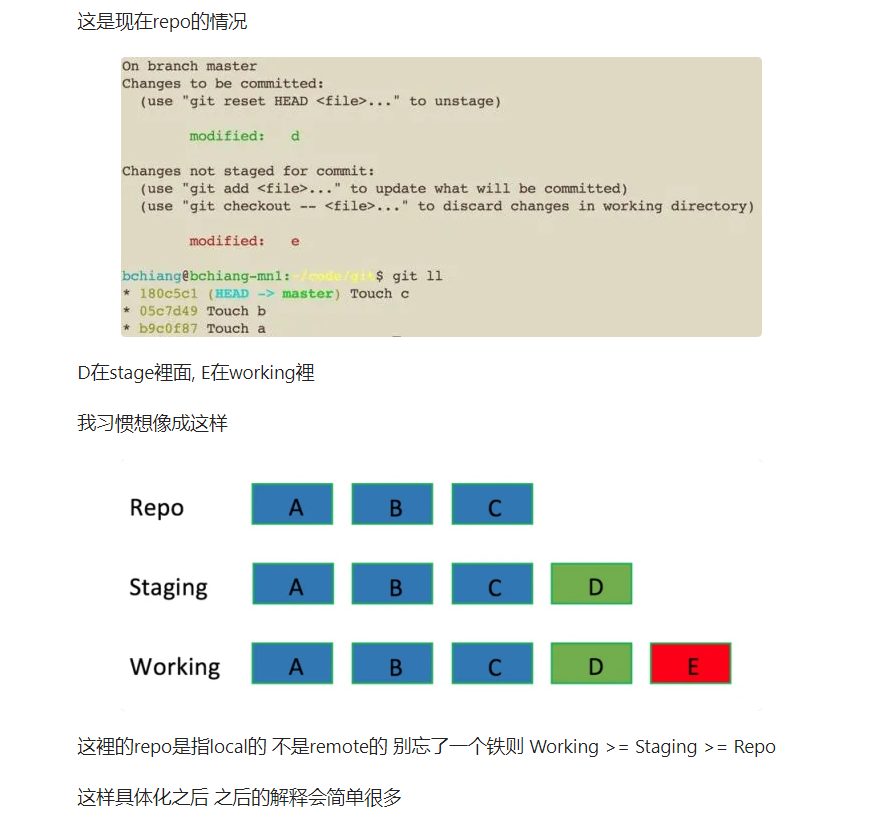 这是现在repo的情况
On branch master
Changes to be committed:
(use "git reset HEAD <file>..." to unstage)
modified: d
Changes not staged for commit:
(use "git add <file>..." to update what will be committed)
(use "git checkout -- <file>..." to discard changes in working directory)
modified: e
bchiang@bchiang-mn1:~/code/git$ git ll
* 180c5c1 (HEAD -> master) Touch c
* 05c7d49 Touch b
* b9c0f87 Touch a
D在stage裡面, E在working裡
我习惯想像成这样
Repo A B C
Staging A B C D
Working A B C D E
这裡的repo是指local的 不是remote的 别忘了一个铁则 Working >= Staging >= Repo
这样具体化之后 之后的解释会简单很多